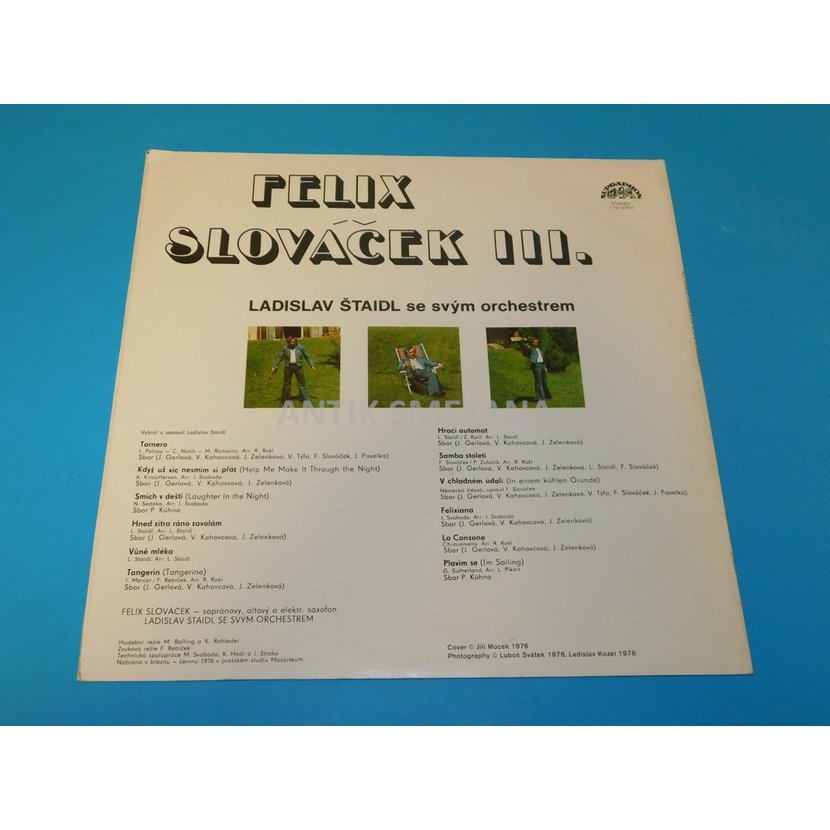 FELIX
SLOVÁČEK III.
SUPRAPHON
STEREO
LADISLAV ŠTAIDL se svým orchestrem
ANTIK SMETANA
Vybral a sestavil Ladislav Štaidl
Tornero
I. Polizzy — C. Natili — M. Ramoino. Arr. R. Rokl
Sbor (J. Gerlová, V. Kahovcová, J. Zelenková, V. Týfa, F. Slováček, J. Pavelka)
Když už víc nesmím si přát (Help Me Make It Through the Night)
K. Kristofferson. Arr. J. Svoboda
Sbor (J. Gerlová, V. Kahovcová, J. Zelenková)
Smích v dešti (Laughter In the Night)
N. Sedaka. Arr. J. Svoboda
Sbor P. Kühna
Hned zítra ráno zavolám
L. Štaidl. Arr. L. Štaidl
Sbor (J. Gerlová, V. Kahovcová, J. Zelenková)
Vůně mléka
L. Štaidl. Arr. L. Štaidl
Tangerin (Tangerine)
J. Mercer/ F. Rebíček. Arr. R. Rokl
Sbor (J. Gerlová, V. Kahovcová, J. Zelenková)
FELIX SLOVÁČEK — sopránový, altový a elektr. saxofon
LADISLAV ŠTAIDL SE SVÝM ORCHESTREM
Hudební režie M. Balling a K. Rohleder
Zvuková režie F. Řebíček
Technická spolupráce M. Svoboda, K. Hodr a J. Straka
Nahráno v březnu — červnu 1976 v pražském studiu Mozarteum
Hrací automat
L. Štaidl / Z. Rytíř. Arr. L. Štaidl
Sbor (J. Gerlová, V. Kahovcová, J. Zelenková)
Samba století
F. Slováček / P. Zubalík. Arr. R. Rokl
Sbor (J. Gerlová, V. Kahovcová, J. Zelenková, L. Štaidl, F. Slováček)
V chladném údolí (In einem kühlen Grunde)
Německá lidová, upravil F. Slováček
Sbor (J. Gerlová, V. Kahovcová, J. Zelenková, V. Týfa, F. Slováček, J. Pavelka)
Felixiana
J. Svoboda. Arr. J. Svoboda
Sbor (J. Gerlová, V. Kahovcová, J. Zelenková)
La Canzone
Chiaramello. Arr. R. Rokl
Sbor (J. Gerlová, V. Kahovcová, J. Zelenková)
Plavím se (I'm Sailing)
G. Sutherland. Arr. L. Pikart
Sbor P. Kühna
Cover © Jiří Mocek 1976
Photography © Luboš Svátek 1976, Ladislav Kozel 1976